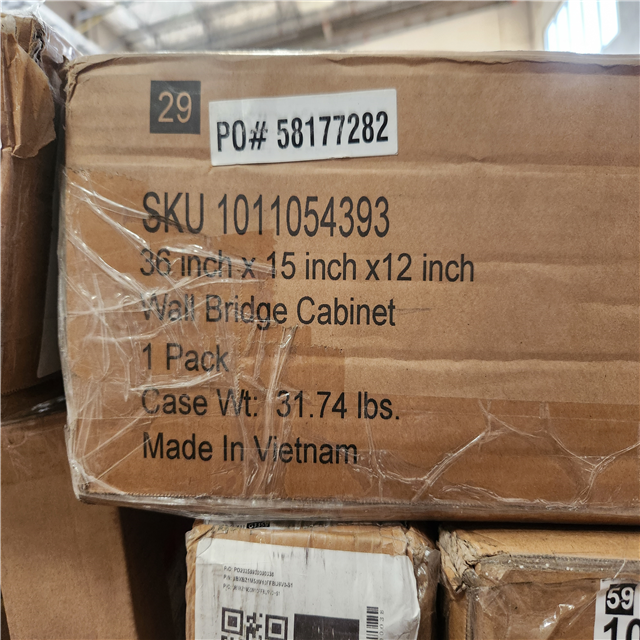 29
PO# 58177282
SKU 1011054393
36 inch x 15 inch x12 inch
Wall Bridge Cabinet
1 Pack
Case Wt: 31.74 lbs.
Made In Vietnam
59